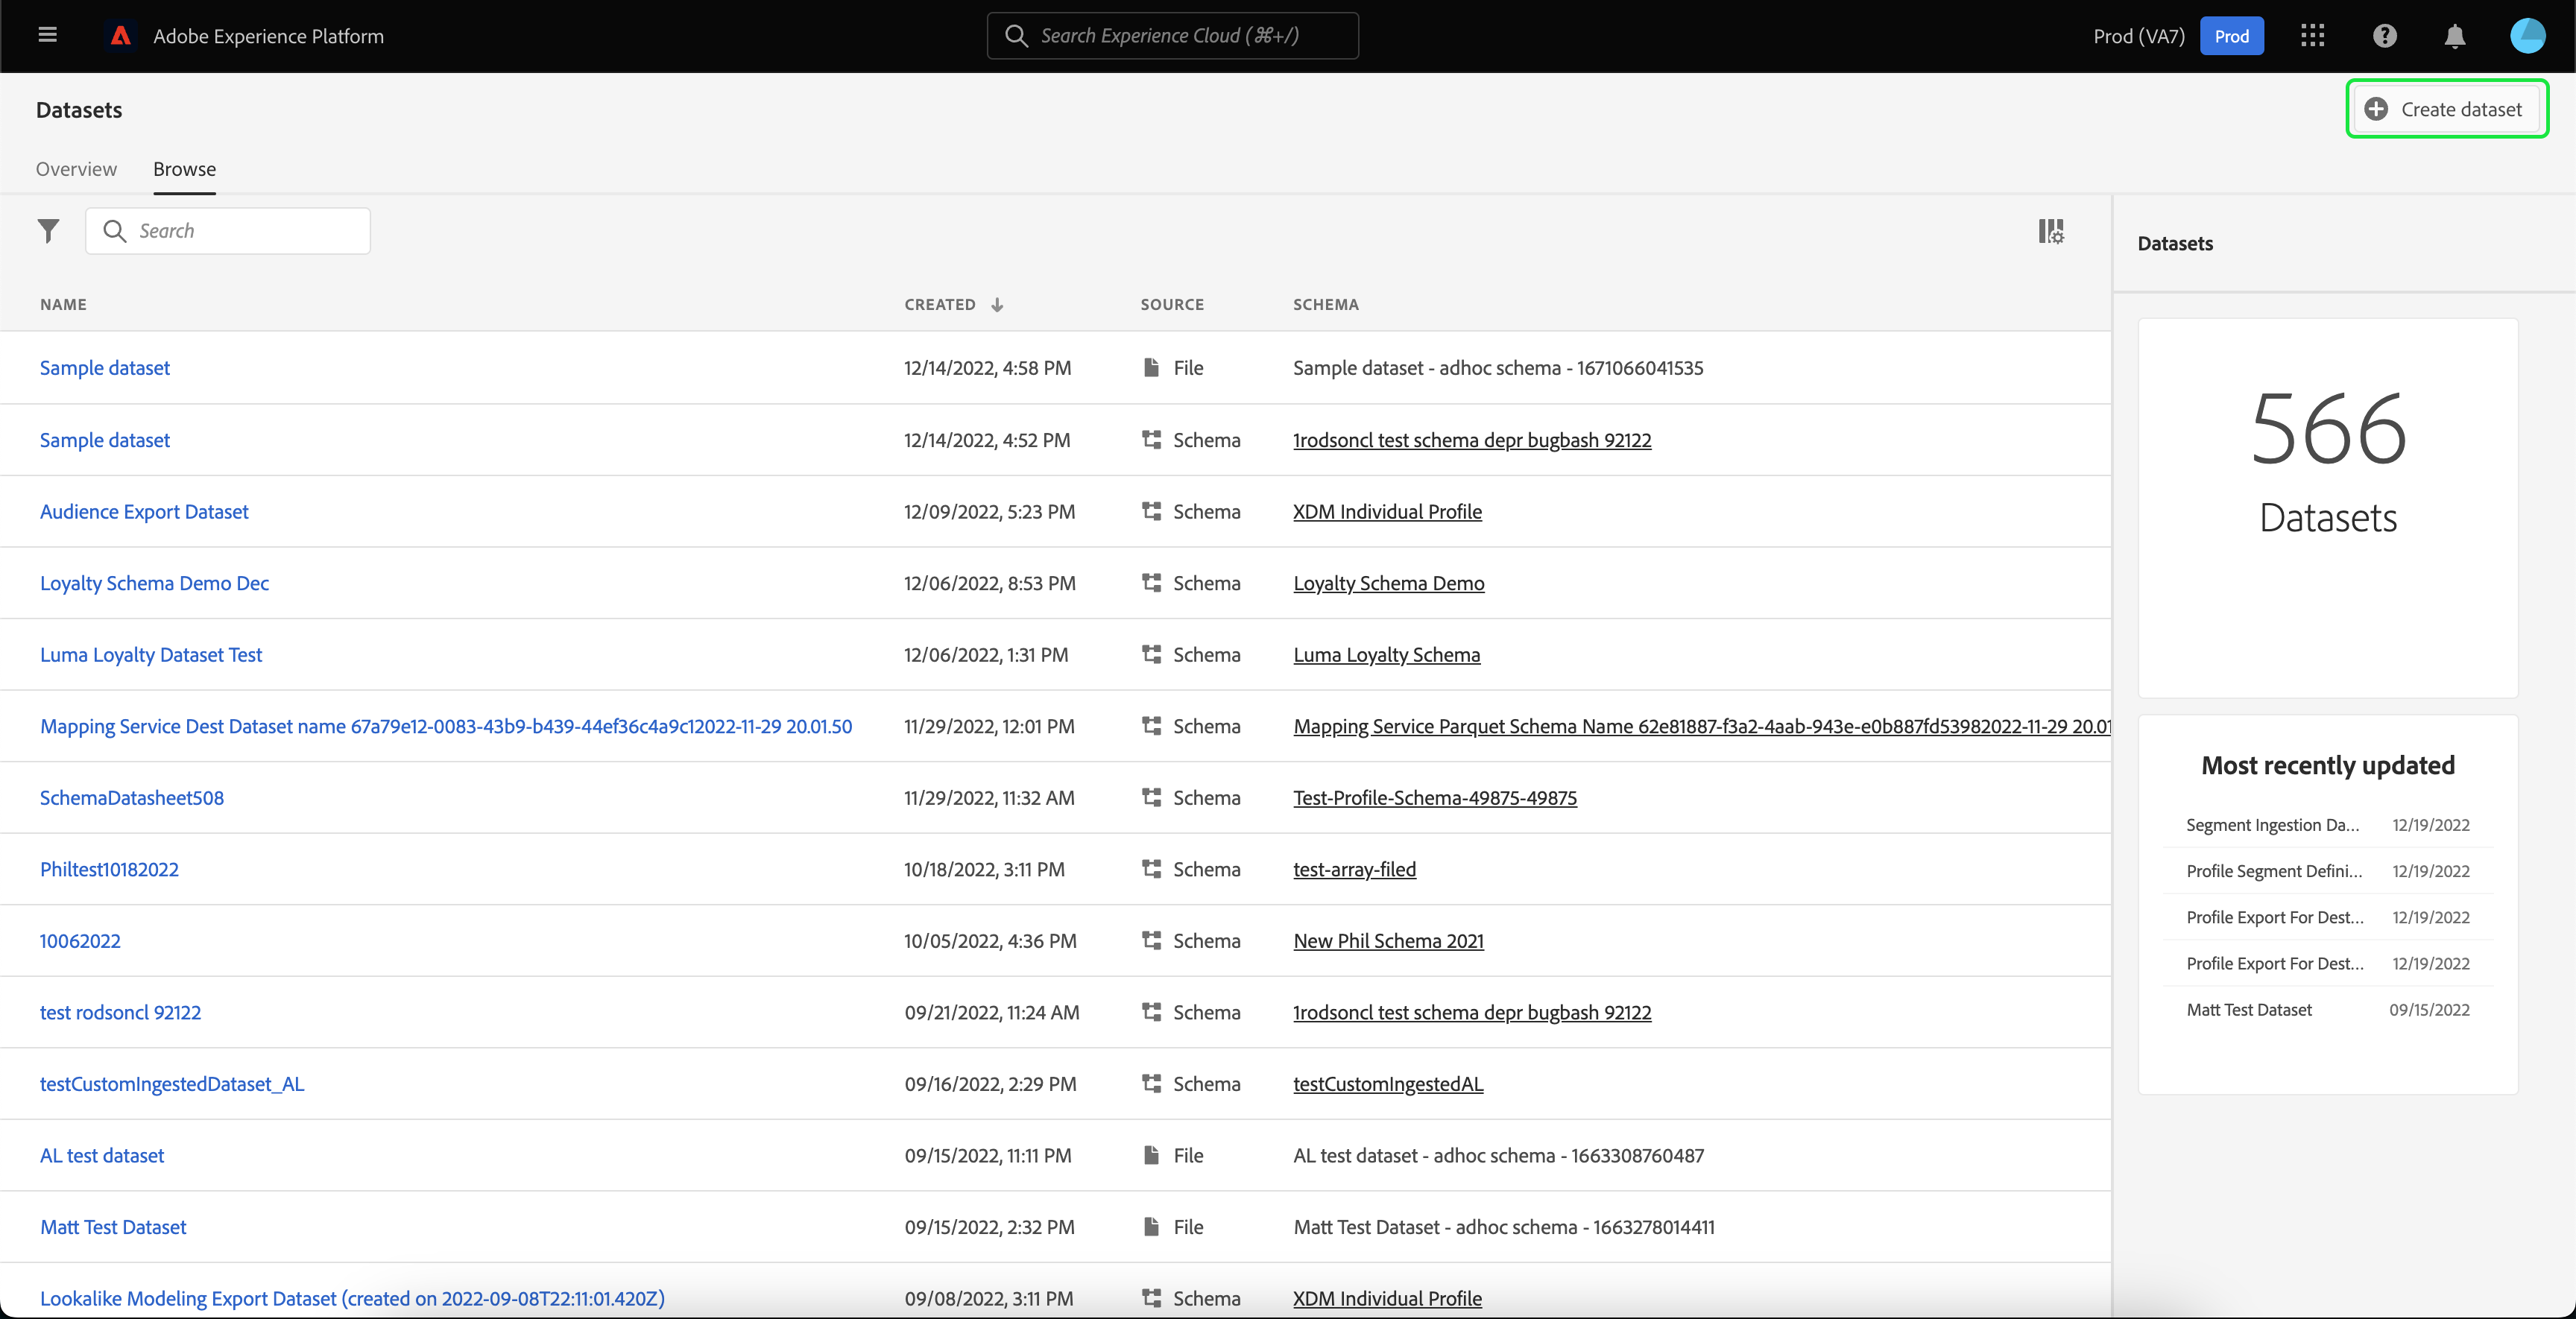 Adobe Experience Platform
Search Experience Cloud (⌘+/)
Prod (VA7)
Prod
Datasets
Create dataset
Overview
Browse
Search
NAME CREATED SOURCE SCHEMA
Sample dataset 12/14/2022, 4:58 PM File Sample dataset - adhoc schema - 1671066041535
Sample dataset 12/14/2022, 4:52 PM Schema 1rodsoncl test schema depr bugbash 92122
Audience Export Dataset 12/09/2022, 5:23 PM Schema XDM Individual Profile
Loyalty Schema Demo Dec 12/06/2022, 8:53 PM Schema Loyalty Schema Demo
Luma Loyalty Dataset Test 12/06/2022, 1:31 PM Schema Luma Loyalty Schema
Mapping Service Dest Dataset name 67a79e12-0083-43b9-b439-44ef36c4a9c12022-11-29 20.01.50 11/29/2022, 12:01 PM Schema Mapping Service Parquet Schema Name 62e81887-f3a2-4aab-943e-e0b887fd53982022-11-29 20.01
SchemaDatasheet508 11/29/2022, 11:32 AM Schema Test-Profile-Schema-49875-49875
Philtest10182022 10/18/2022, 3:11 PM Schema test-array-filed
10062022 10/05/2022, 4:36 PM Schema New Phil Schema 2021
test rodsoncl 92122 09/21/2022, 11:24 AM Schema 1rodsoncl test schema depr bugbash 92122
testCustomIngestedDataset_AL 09/16/2022, 2:29 PM Schema testCustomIngestedAL
AL test dataset 09/15/2022, 11:11 PM File AL test dataset - adhoc schema - 1663308760487
Matt Test Dataset 09/15/2022, 2:32 PM File Matt Test Dataset - adhoc schema - 1663278014411
Lookalike Modeling Export Dataset (created on 2022-09-08T22:11:01.420Z) 09/08/2022, 3:11 PM Schema XDM Individual Profile
Datasets
566
Datasets
Most recently updated
Segment Ingestion Da... 12/19/2022
Profile Segment Defini... 12/19/2022
Profile Export For Dest... 12/19/2022
Profile Export For Dest... 12/19/2022
Matt Test Dataset 09/15/2022